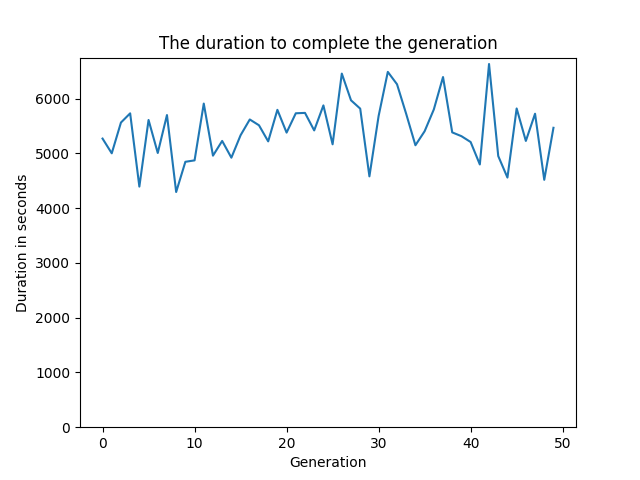 The duration to complete the generation
6000
5000
4000
3000
2000
1000
0
Duration in seconds
0 10 20 30 40 50
Generation